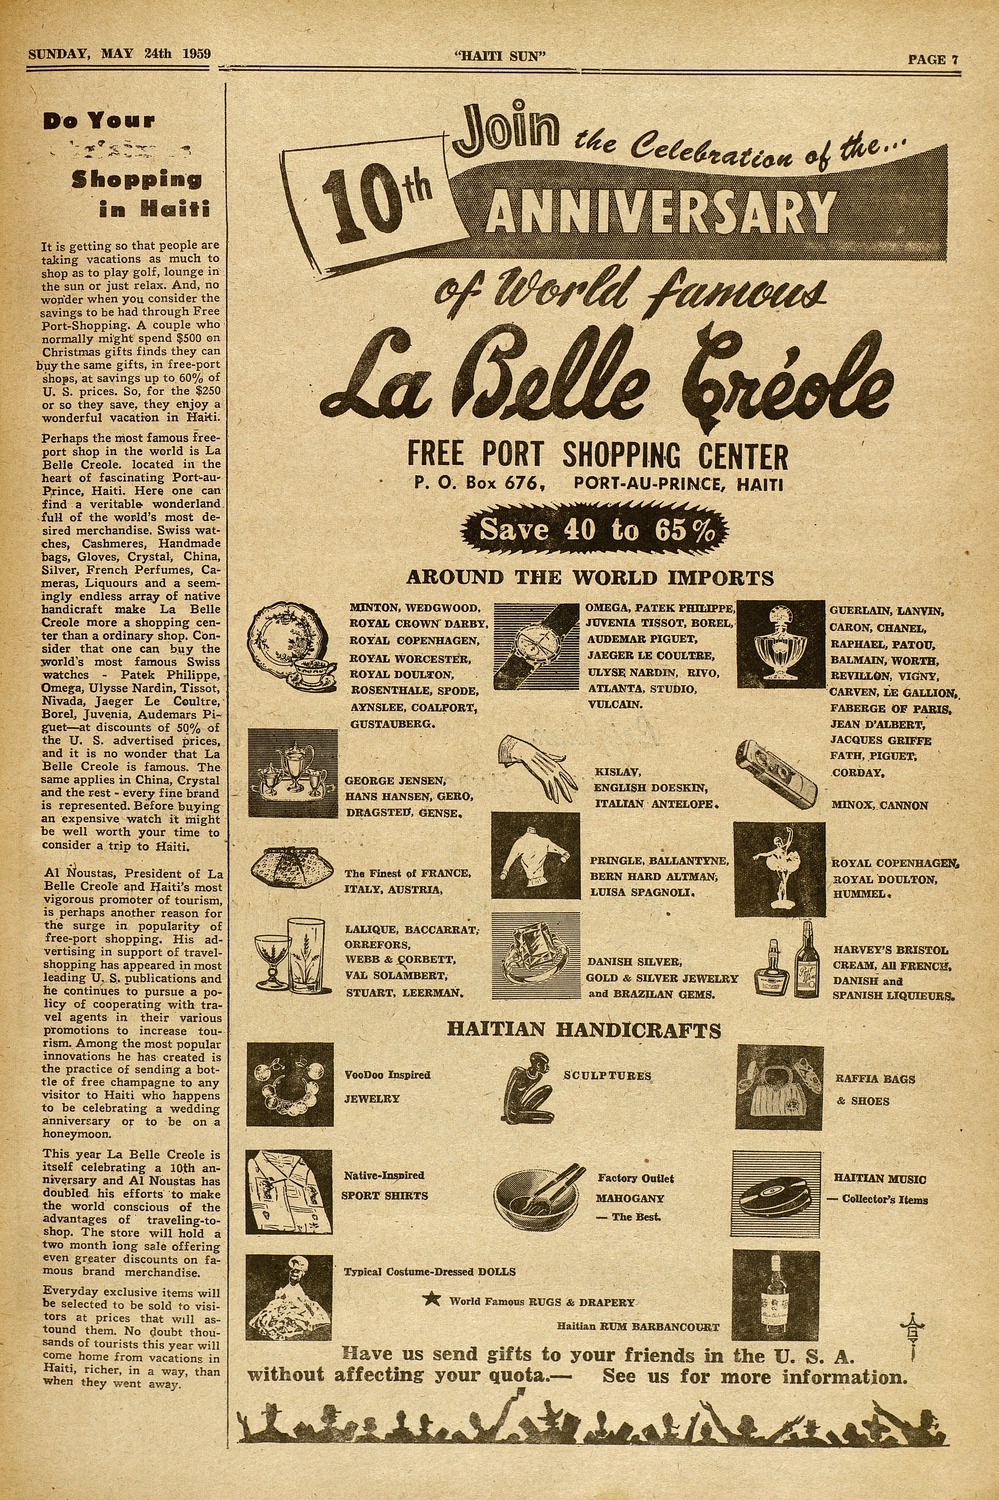 SUNDAY, MAY 24th 1959
"HAITI SUN"
PAGE 7
Do Your
Shopping
in Haiti
It is getting so that people are
taking vacations as much to
shop as to play golf, lounge in
the sun or just relax. And, no
wonder when you consider the
savings to be had through Free
Port-Shopping. A couple who
normally might spend $500 on
Christmas gifts finds they can
buy the same gifts, in free-port
shops, at savings up to 60% of
U. S. prices. So, for the $250
or so they save, they enjoy a
wonderful vacation in Haiti.
Perhaps the most famous free-
port shop in the world is La
Belle Creole. located in the
heart of fascinating Port-au-
Prince, Haiti. Here one can
find a veritable wonderland
full of the world's most de-
sired merchandise. Swiss wat-
ches, Cashmeres, Handmade
bags, Gloves, Crystal, China,
Silver, French Perfumes, Ca-
meras, Liquours and a seem-
ingly endless array of native
handicraft make La Belle
Creole more a shopping cen-
ter than a ordinary shop. Con-
sider that one can buy the
world's most famous Swiss
watches - Patek Philippe,
Omega, Ulysse Nardin, Tissot,
Nivada, Jaeger Le Coultre,
Borel, Juvenia, Audemars Pi-
guet—at discounts of 50% of
the U. S. advertised prices,
and it is no wonder that La
Belle Creole is famous. The
same applies in China, Crystal
and the rest - every fine brand
is represented. Before buying
an expensive watch it might
be well worth your time to
consider a trip to Haiti.
Al Noustas, President of La
Belle Creole and Haiti's most
vigorous promoter of tourism,
is perhaps another reason for
the surge in popularity of
free-port shopping. His ad-
vertising in support of travel-
shopping has appeared in most
leading U. S. publications and
he continues to pursue a po-
licy of cooperating with tra-
vel agents in their various
promotions to increase tou-
rism. Among the most popular
innovations he has created is
the practice of sending a bot-
tle of free champagne to any
visitor to Haiti who happens
to be celebrating a wedding
anniversary or to be on a
honeymoon.
This year La Belle Creole is
itself celebrating a 10th an-
niversary and Al Noustas has
doubled his efforts to make
the world conscious of the
advantages of traveling-to-
shop. The store will hold a
two month long sale offering
even greater discounts on fa-
mous brand merchandise.
Everyday exclusive items will
be selected to be sold to visi-
tors at prices that will as-
tound them. No doubt thou-
sands of tourists this year will
come home from vacations in
Haiti, richer, in a way, than
when they went away.
Join the Celebration of the...
10th ANNIVERSARY
of World famous
La Belle Créole
FREE PORT SHOPPING CENTER
P. O. Box 676, PORT-AU-PRINCE, HAITI
Save 40 to 65%
AROUND THE WORLD IMPORTS
MINTON, WEDGWOOD,
ROYAL CROWN DARBY,
ROYAL COPENHAGEN,
ROYAL WORCESTER,
ROYAL DOULTON,
ROSENTHALE, SPODE,
AYNSLEE, COALPORT,
GUSTAUBERG.
OMEGA, PATEK PHILIPPE,
JUVENIA TISSOT, BOREL,
AUDEMAR PIGUET,
JAEGER LE COULTRE,
ULYSE NARDIN, RIVO,
ATLANTA, STUDIO,
VULCAIN.
GUERLAIN, LANVIN,
CARON, CHANEL,
RAPHAEL, PATOU,
BALMAIN, WORTH,
REVILLON, VIGNY,
CARVEN, LE GALLION,
FABERGE OF PARIS,
JEAN D'ALBERT,
JACQUES GRIFFE
FATH, PIGUET,
CORDAY.
GEORGE JENSEN,
HANS HANSEN, GERO,
DRAGSTED, GENSE.
KISLAV,
ENGLISH DOESKIN,
ITALIAN ANTELOPE.
MINOX, CANNON
The Finest of FRANCE,
ITALY, AUSTRIA,
PRINGLE, BALLANTYNE,
BERN HARD ALTMAN,
LUISA SPAGNOLI.
ROYAL COPENHAGEN,
ROYAL DOULTON,
HUMMEL.
LALIQUE, BACCARRAT,
ORREFORS,
WEBB & CORBETT,
VAL SOLAMBERT,
STUART, LEERMAN.
DANISH SILVER,
GOLD & SILVER JEWELRY
and BRAZILAN GEMS.
HARVEY'S BRISTOL
CREAM, All FRENCH,
DANISH and
SPANISH LIQUIEURS.
HAITIAN HANDICRAFTS
VooDoo Inspired
JEWELRY
SCULPTURES
RAFFIA BAGS
& SHOES
Native-Inspired
SPORT SHIRTS
Factory Outlet
MAHOGANY
— The Best.
HAITIAN MUSIC
— Collector's Items
Typical Costume-Dressed DOLLS
★ World Famous RUGS & DRAPERY
Haitian RUM BARBANCOURT
Have us send gifts to your friends in the U. S. A.
without affecting your quota.— See us for more information.